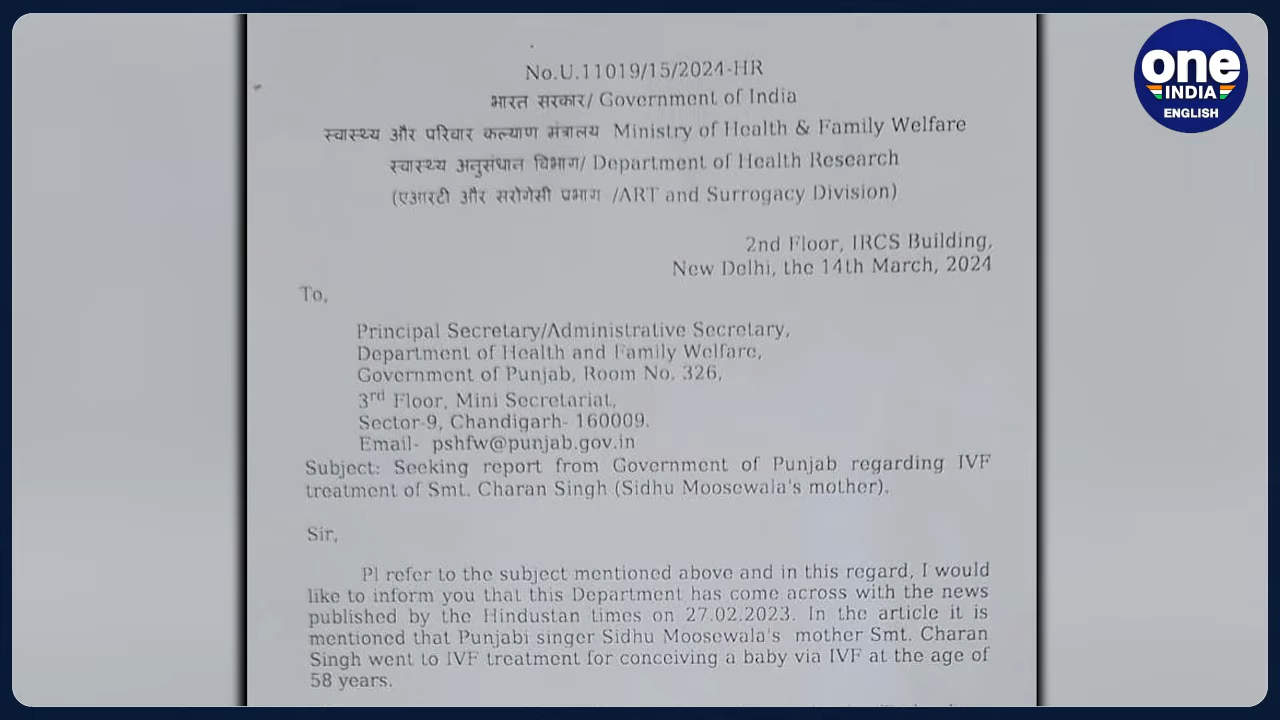 one
INDIA
ENGLISH
No.U.11019/15/2024-HR
भारत सरकार/ Government of India
स्वास्थ्य और परिवार कल्याण मंत्रालय Ministry of Health & Family Welfare
स्वास्थ्य अनुसंधान विभाग/ Department of Health Research
(एआरटी और सरोगेसी प्रभाग /ART and Surrogacy Division)
2nd Floor, IRCS Building,
New Delhi, the 14th March, 2024
To,
Principal Secretary/Administrative Secretary,
Department of Health and Family Welfare,
Government of Punjab, Room No. 326,
3rd Floor, Mini Secretariat,
Sector-9, Chandigarh- 160009.
Email- pshfw@punjab.gov.in
Subject: Seeking report from Government of Punjab regarding IVF
treatment of Smt. Charan Singh (Sidhu Moosewala's mother).
Sir,
Pl refer to the subject mentioned above and in this regard, I would
like to inform you that this Department has come across with the news
published by the Hindustan times on 27.02.2023. In the article it is
mentioned that Punjabi singer Sidhu Moosewala's mother Smt. Charan
Singh went to IVF treatment for conceiving a baby via IVF at the age of
58 years.